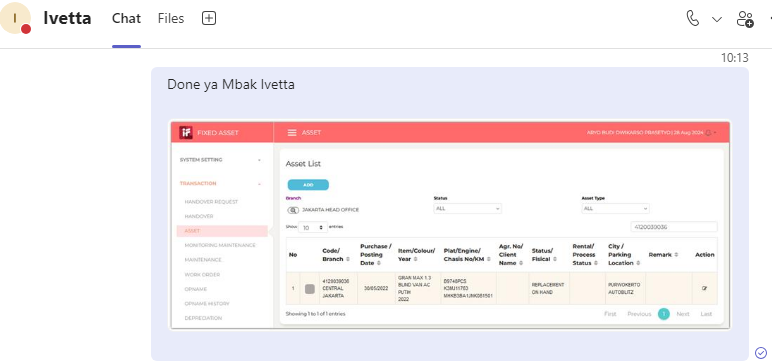 I
Ivetta
Chat
Files
10:13
Done ya Mbak Ivetta
FIXED ASSET
ASSET
SYSTEM SETTING
TRANSACTION
HANDOVER REQUEST
HANDOVER
ASSET
MONITORING MAINTENANCE
MAINTENANCE
WORK ORDER
OPNAME
OPNAME HISTORY
DEPRECIATION
Asset List
ADD
Branch
Status
Asset Type
JAKARTA HEAD OFFICE
ALL
ALL
Show 10 entries
4120030036
No
Code/ Branch
Purchase / Posting Date
Item/Colour/ Year
Plat/Engine/ Chasis No/KM
Agr. No/ Client Name
Status/ Fisical
Rental/ Process Status
City / Parking Location
Remark
Action
1
4120030036
CENTRAL
JAKARTA
30/05/2022
GRAN MAX 1.3
BLIND VAN AC
PUTIH
2022
REPLACEMENT
ON HAND
PURWOKERTO
AUTOBLITZ
Showing 1 to 1 of 1 entries
First Previous 1 Next Last